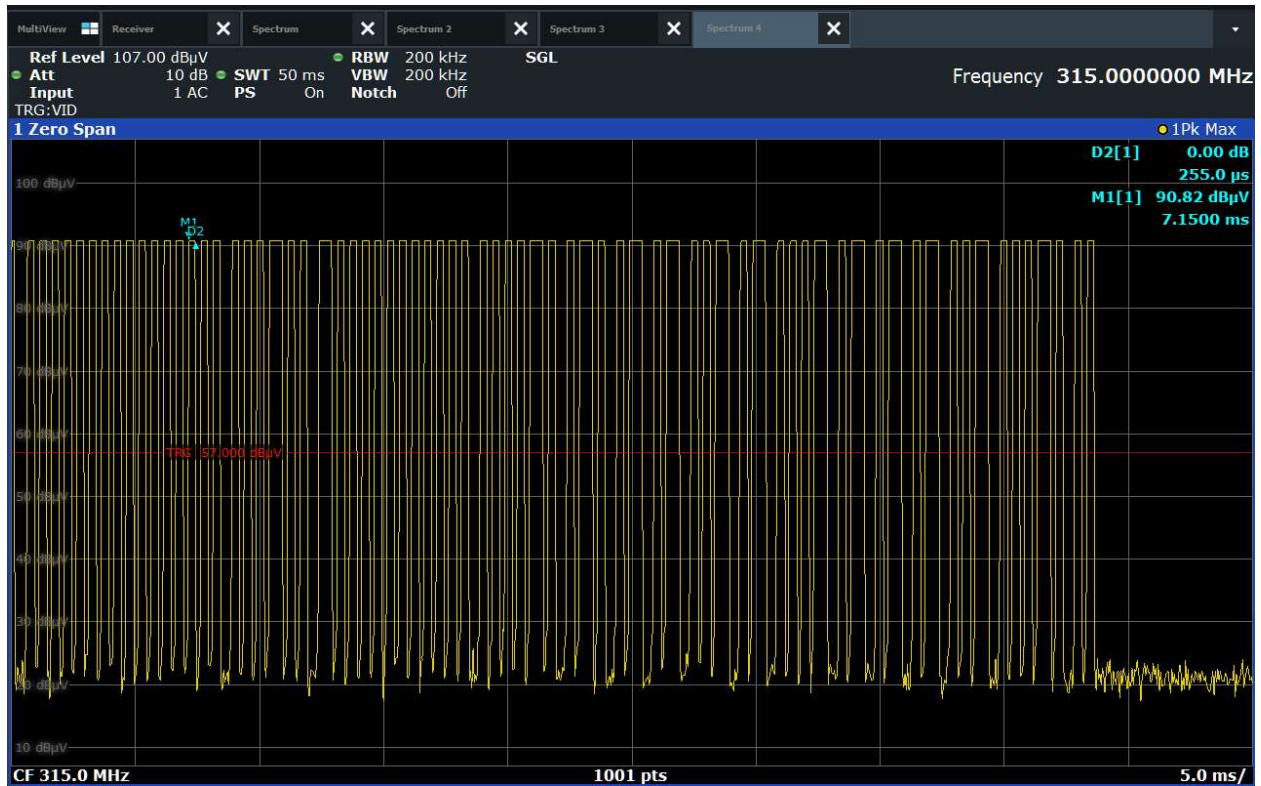 MultiView Receiver Spectrum Spectrum 2 Spectrum 3 Spectrum 4
Ref Level 107.00 dBµV RBW 200 kHz SGL
Att 10 dB SWT 50 ms VBW 200 kHz Frequency 315.0000000 MHz
Input 1 AC PS On Notch Off
TRG:VID
1 Zero Span 1Pk Max
D2[1] 0.00 dB
255.0 µs
100 dBµV
M1[1] 90.82 dBµV
7.1500 ms
M1
D2
90 dBµV
80 dBµV
70 dBµV
60 dBµV
TRG 57.000 dBµV
50 dBµV
40 dBµV
30 dBµV
20 dBµV
10 dBµV
CF 315.0 MHz 1001 pts 5.0 ms/